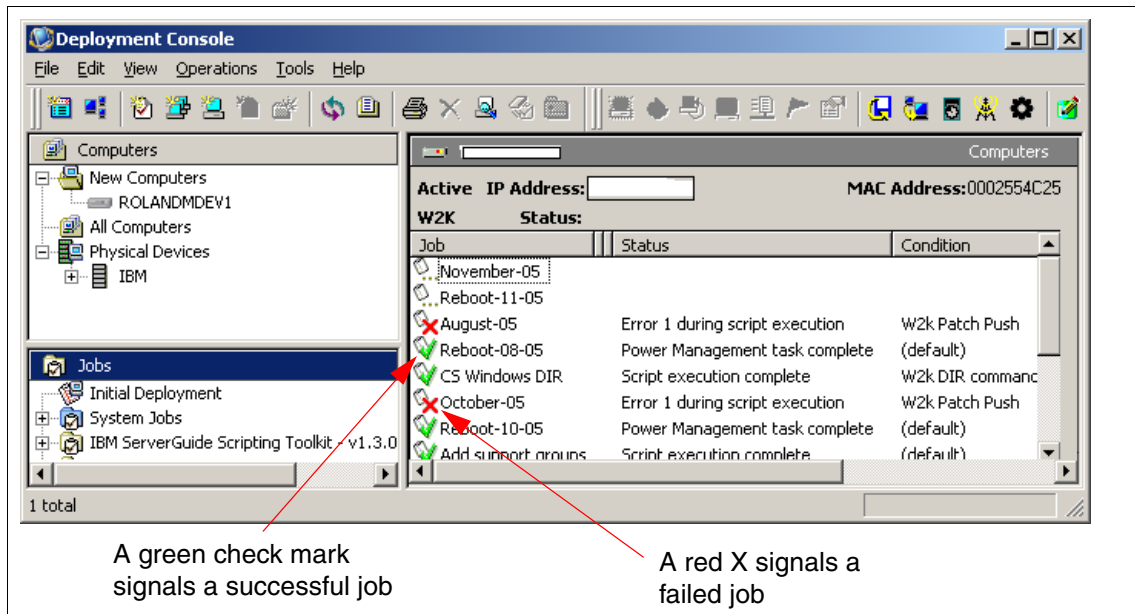 Deployment Console
File Edit View Operations Tools Help
Computers
New Computers
ROLANDMDEV1
All Computers
Physical Devices
IBM
Jobs
Initial Deployment
System Jobs
IBM ServerGuide Scripting Toolkit - v1.3.0
Computers
Active IP Address: MAC Address:0002554C25
W2K Status:
Job Status Condition
November-05
Reboot-11-05
August-05 Error 1 during script execution W2k Patch Push
Reboot-08-05 Power Management task complete (default)
CS Windows DIR Script execution complete W2k DIR command
October-05 Error 1 during script execution W2k Patch Push
Reboot-10-05 Power Management task complete (default)
Add support groups Script execution complete (default)
1 total
A green check mark
signals a successful job
A red X signals a
failed job